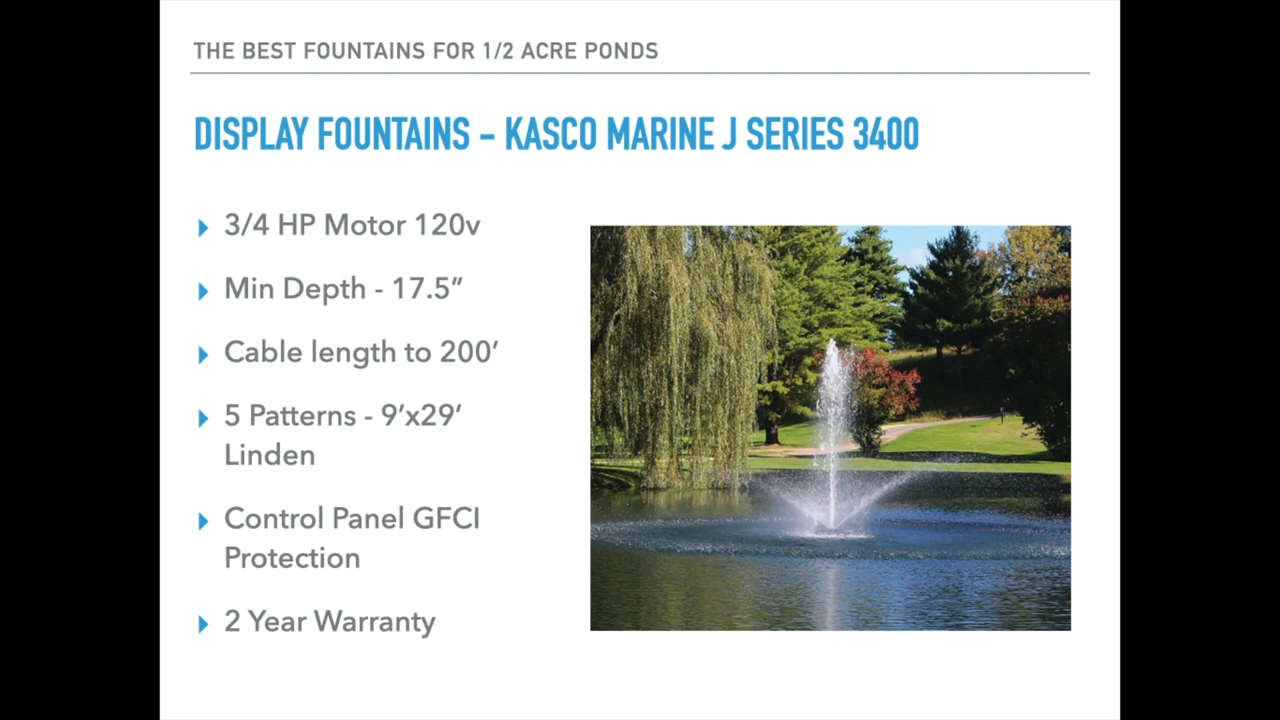 THE BEST FOUNTAINS FOR 1/2 ACRE PONDS
DISPLAY FOUNTAINS – KASCO MARINE J SERIES 3400
3/4 HP Motor 120v
Min Depth - 17.5”
Cable length to 200’
5 Patterns - 9’x29’
Linden
Control Panel GFCI
Protection
2 Year Warranty